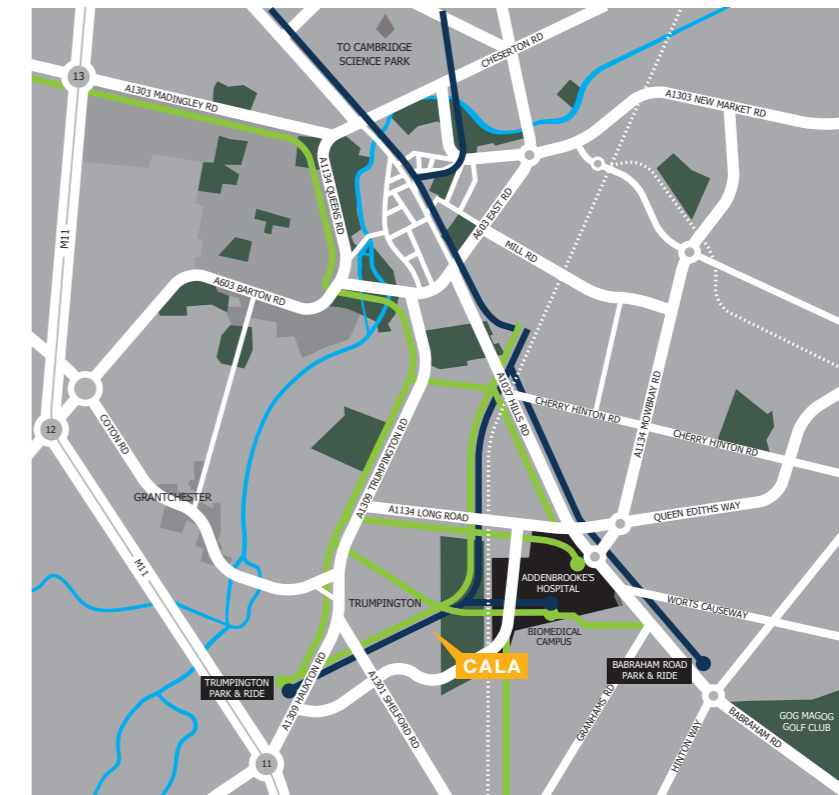 TO CAMBRIDGE
SCIENCE PARK
CHESERTON RD
13
A1303 MADINGLEY RD
A1303 NEW MARKET RD
A1134 QUEENS RD
A603 EAST RD
M11
MILL RD
A603 BARTON RD
A1037 HILLS RD
A1134 MOWBRAY RD
CHERRY HINTON RD
CHERRY HINTON RD
12
COTON RD
A1309 TRUMPINGTON RD
GRANTCHESTER
A1134 LONG ROAD
QUEEN EDITHS WAY
M11
ADDENBROOKE'S
HOSPITAL
TRUMPINGTON
WORTS CAUSEWAY
BIOMEDICAL
CAMPUS
CALA
BABRAHAM ROAD
PARK & RIDE
TRUMPINGTON
PARK & RIDE
A1309 HAUXTON RD
A1301 SHELFORD RD
GRANHAMS RD
HINTON WAY
BABRAHAM RD
GOG MAGOG
GOLF CLUB
11